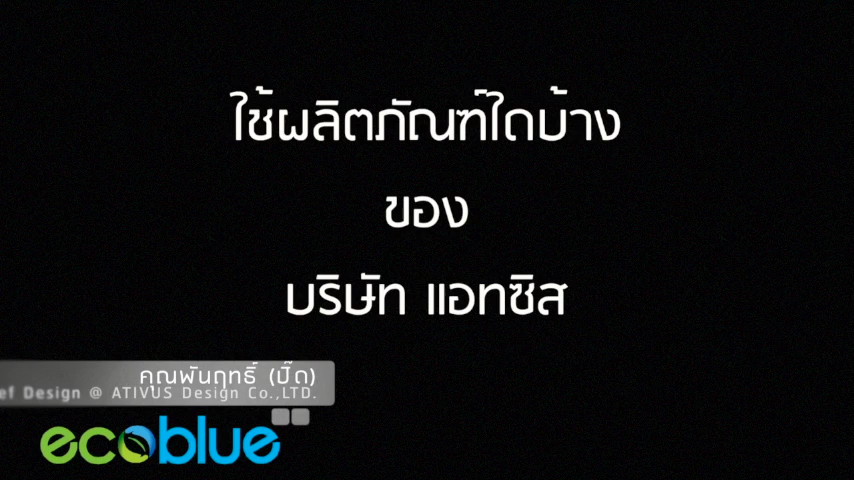 ใช้ผลิตภัณฑ์ใดบ้าง
ของ
บริษัท แอทซิส
คุณพันฤทธิ์ (ปิ๊ด)
Design @ ATIVUS Design Co.,LTD.
ecoblue